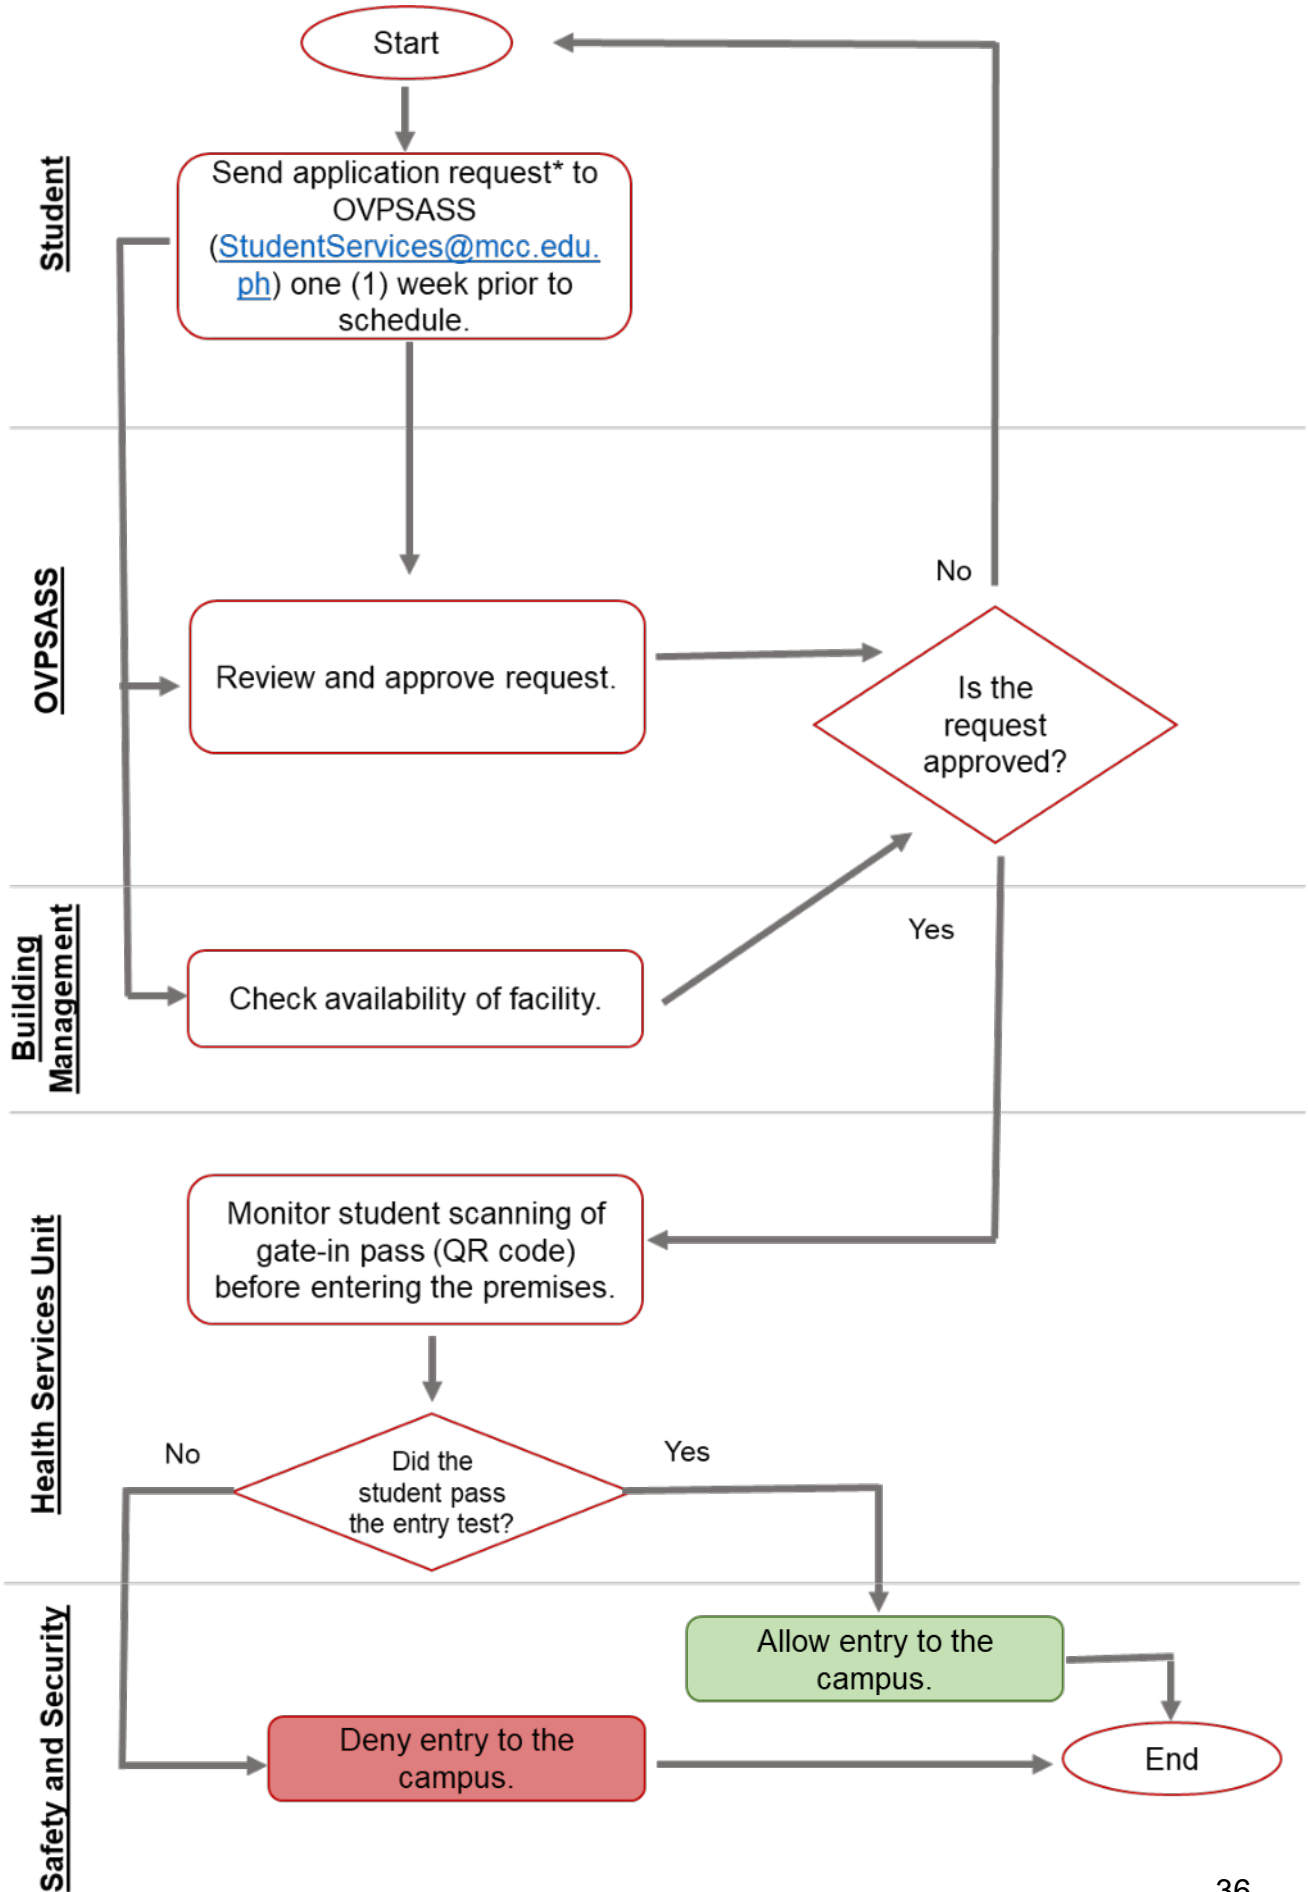 Start
Student
Send application request* to
OVPSASS
(StudentServices@mcc.edu.
ph) one (1) week prior to
schedule.
OVPSASS
No
Review and approve request.
Is the
request
approved?
Building
Management
Yes
Check availability of facility.
Health Services Unit
Monitor student scanning of
gate-in pass (QR code)
before entering the premises.
No
Yes
Did the
student pass
the entry test?
Safety and Security
Allow entry to the
campus.
Deny entry to the
campus.
End
36